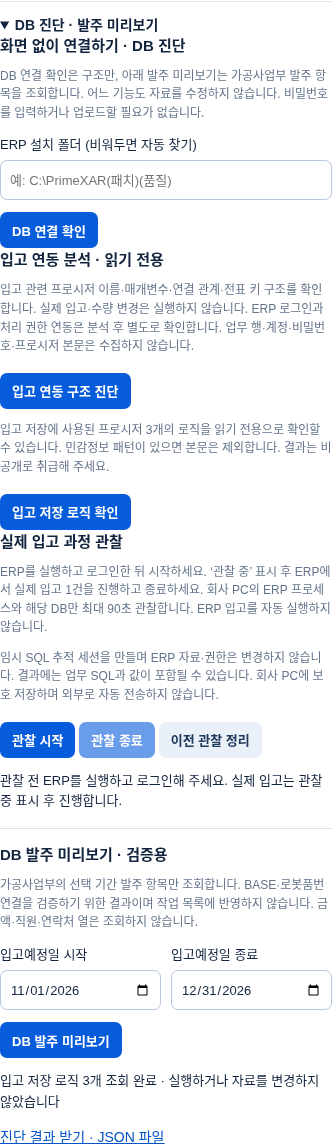 ▼ DB 진단 · 발주 미리보기
화면 없이 연결하기 · DB 진단
DB 연결 확인은 구조만, 아래 발주 미리보기는 가공사업부 발주 항
목을 조회합니다. 어느 기능도 자료를 수정하지 않습니다. 비밀번호
를 입력하거나 업로드할 필요가 없습니다.
ERP 설치 폴더 (비워두면 자동 찾기)
예: C:\PrimeXAR(패치)(품질)
DB 연결 확인
입고 연동 분석 · 읽기 전용
입고 관련 프로시저 이름·매개변수·연결 관계·전표 키 구조를 확인
합니다. 실제 입고·수량 변경은 실행하지 않습니다. ERP 로그인과
처리 권한 연동은 분석 후 별도로 확인합니다. 업무 행·계정·비밀번
호·프로시저 본문은 수집하지 않습니다.
입고 연동 구조 진단
입고 저장에 사용된 프로시저 3개의 로직을 읽기 전용으로 확인할
수 있습니다. 민감정보 패턴이 있으면 본문은 제외합니다. 결과는 비
공개로 취급해 주세요.
입고 저장 로직 확인
실제 입고 과정 관찰
ERP를 실행하고 로그인한 뒤 시작하세요. ‘관찰 중’ 표시 후 ERP에
서 실제 입고 1건을 진행하고 종료하세요. 회사 PC의 ERP 프로세
스와 해당 DB만 최대 90초 관찰합니다. ERP 입고를 자동 실행하지
않습니다.
임시 SQL 추적 세션을 만들며 ERP 자료·권한은 변경하지 않습니
다. 결과에는 업무 SQL과 값이 포함될 수 있습니다. 회사 PC에 보
호 저장하며 외부로 자동 전송하지 않습니다.
관찰 시작 관찰 종료 이전 관찰 정리
관찰 전 ERP를 실행하고 로그인해 주세요. 실제 입고는 관찰
중 표시 후 진행합니다.
DB 발주 미리보기 · 검증용
가공사업부의 선택 기간 발주 항목만 조회합니다. BASE·로봇품번
연결을 검증하기 위한 결과이며 작업 목록에 반영하지 않습니다. 금
액·직원·연락처 열은 조회하지 않습니다.
입고예정일 시작 입고예정일 종료
11/01/2026 12/31/2026
DB 발주 미리보기
입고 저장 로직 3개 조회 완료 · 실행하거나 자료를 변경하지
않았습니다
진단 결과 받기 · JSON 파일